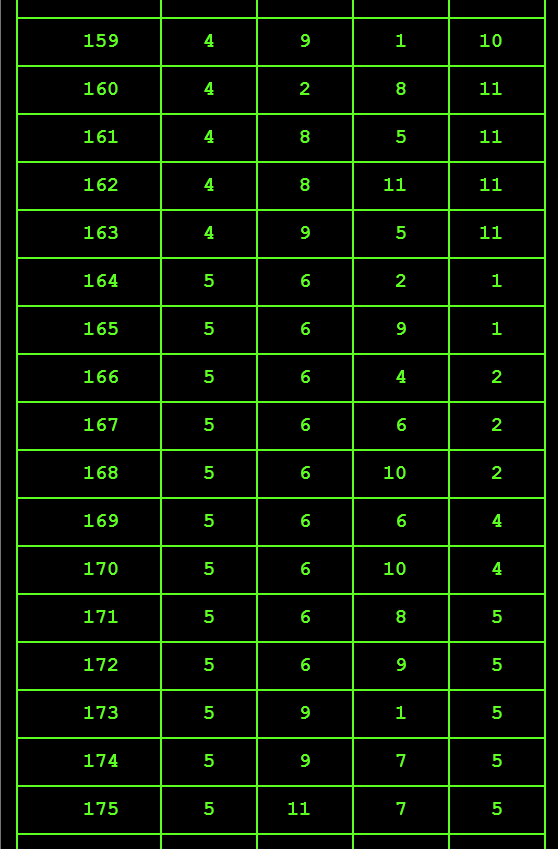 159 4 9 1 10
160 4 2 8 11
161 4 8 5 11
162 4 8 11 11
163 4 9 5 11
164 5 6 2 1
165 5 6 9 1
166 5 6 4 2
167 5 6 6 2
168 5 6 10 2
169 5 6 6 4
170 5 6 10 4
171 5 6 8 5
172 5 6 9 5
173 5 9 1 5
174 5 9 7 5
175 5 11 7 5